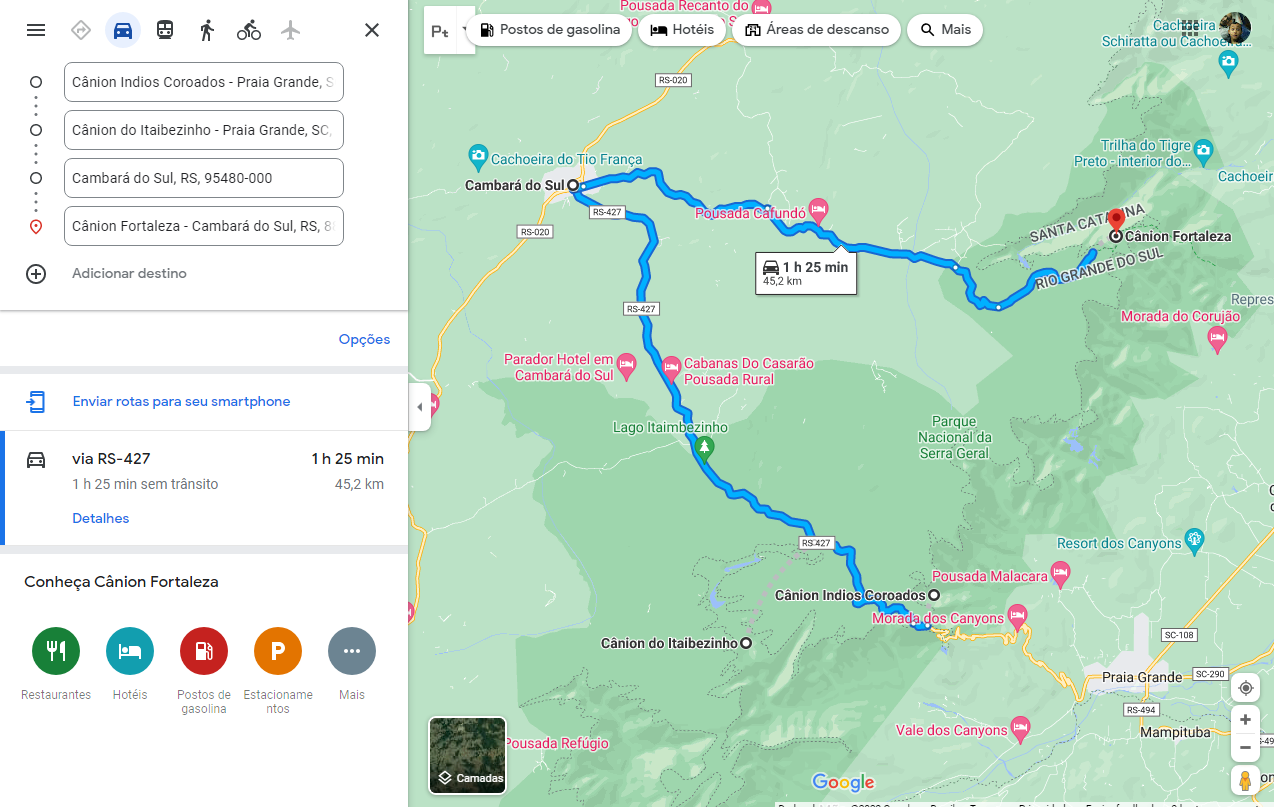 Cânion Indios Coroados - Praia Grande, S
Cânion do Itaibezinho - Praia Grande, SC,
Cambará do Sul, RS, 95480-000
Cânion Fortaleza - Cambará do Sul, RS, 8
Adicionar destino
Opções
Enviar rotas para seu smartphone
via RS-427
1 h 25 min
1 h 25 min sem trânsito
45,2 km
Detalhes
Conheça Cânion Fortaleza
Restaurantes
Hotéis
Postos de
gasolina
Estacioname
ntos
Mais
Pousada Recanto do
Postos de gasolina
Hotéis
Áreas de descanso
Mais
Cachoeira
Schiratta ou Cachoei
RS-020
Cachoeira do Tio França
Trilha do Tigre
Preto - interior do...
Cachoeir
Cambará do Sul
RS-427
Pousada Cafundó
RS-020
SANTA CATARINA
Cânion Fortaleza
RIO GRANDE DO SUL
1 h 25 min
45,2 km
Repres
RS-427
Morada do Corujão
Parador Hotel em
Cambará do Sul
Cabanas Do Casarão
Pousada Rural
Lago Itaimbezinho
Parque
Nacional da
Serra Geral
RS-427
Resort dos Canyons
Pousada Malacara
Cânion Indios Coroados
Morada dos Canyons
Cânion do Itaibezinho
SC-108
Praia Grande
SC-290
RS-494
Vale dos Canyons
Mampituba
Pousada Refúgio
Camadas
Google